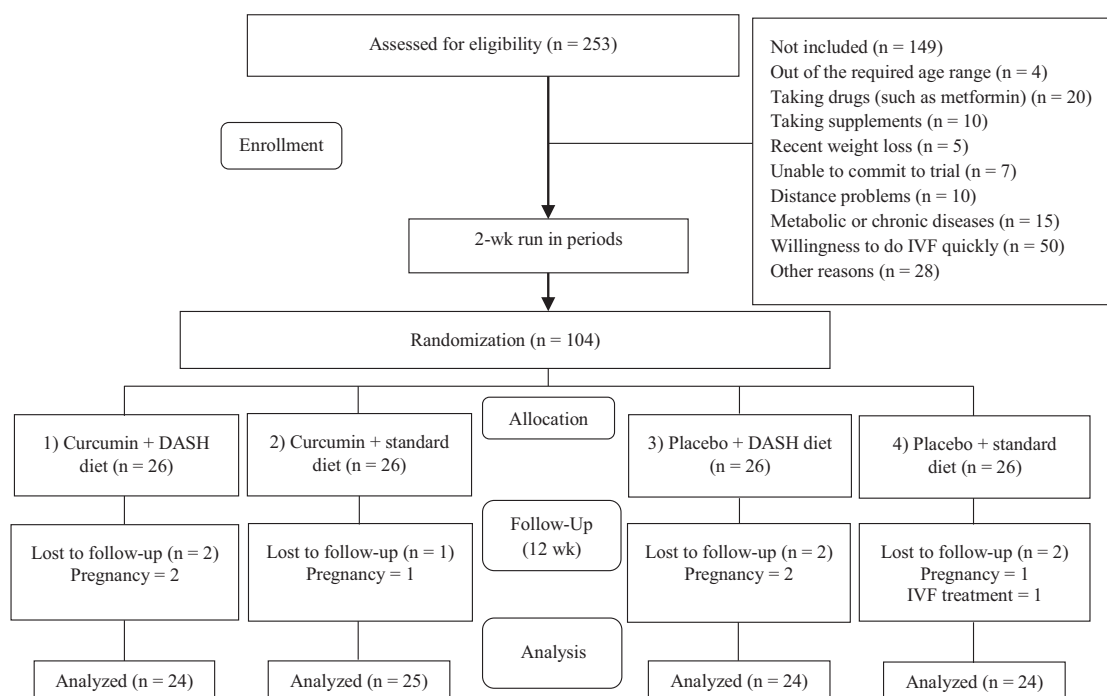 Assessed for eligibility (n = 253)
Not included (n = 149)
Out of the required age range (n = 4)
Taking drugs (such as metformin) (n = 20)
Taking supplements (n = 10)
Recent weight loss (n = 5)
Unable to commit to trial (n = 7)
Distance problems (n = 10)
Metabolic or chronic diseases (n = 15)
Willingness to do IVF quickly (n = 50)
Other reasons (n = 28)
Enrollment
2-wk run in periods
Randomization (n = 104)
Allocation
1) Curcumin + DASH
diet (n = 26)
2) Curcumin + standard
diet (n = 26)
3) Placebo + DASH diet
(n = 26)
4) Placebo + standard
diet (n = 26)
Follow-Up
(12 wk)
Lost to follow-up (n = 2)
Pregnancy = 2
Lost to follow-up (n = 1)
Pregnancy = 1
Lost to follow-up (n = 2)
Pregnancy = 2
Lost to follow-up (n = 2)
Pregnancy = 1
IVF treatment = 1
Analysis
Analyzed (n = 24)
Analyzed (n = 25)
Analyzed (n = 24)
Analyzed (n = 24)